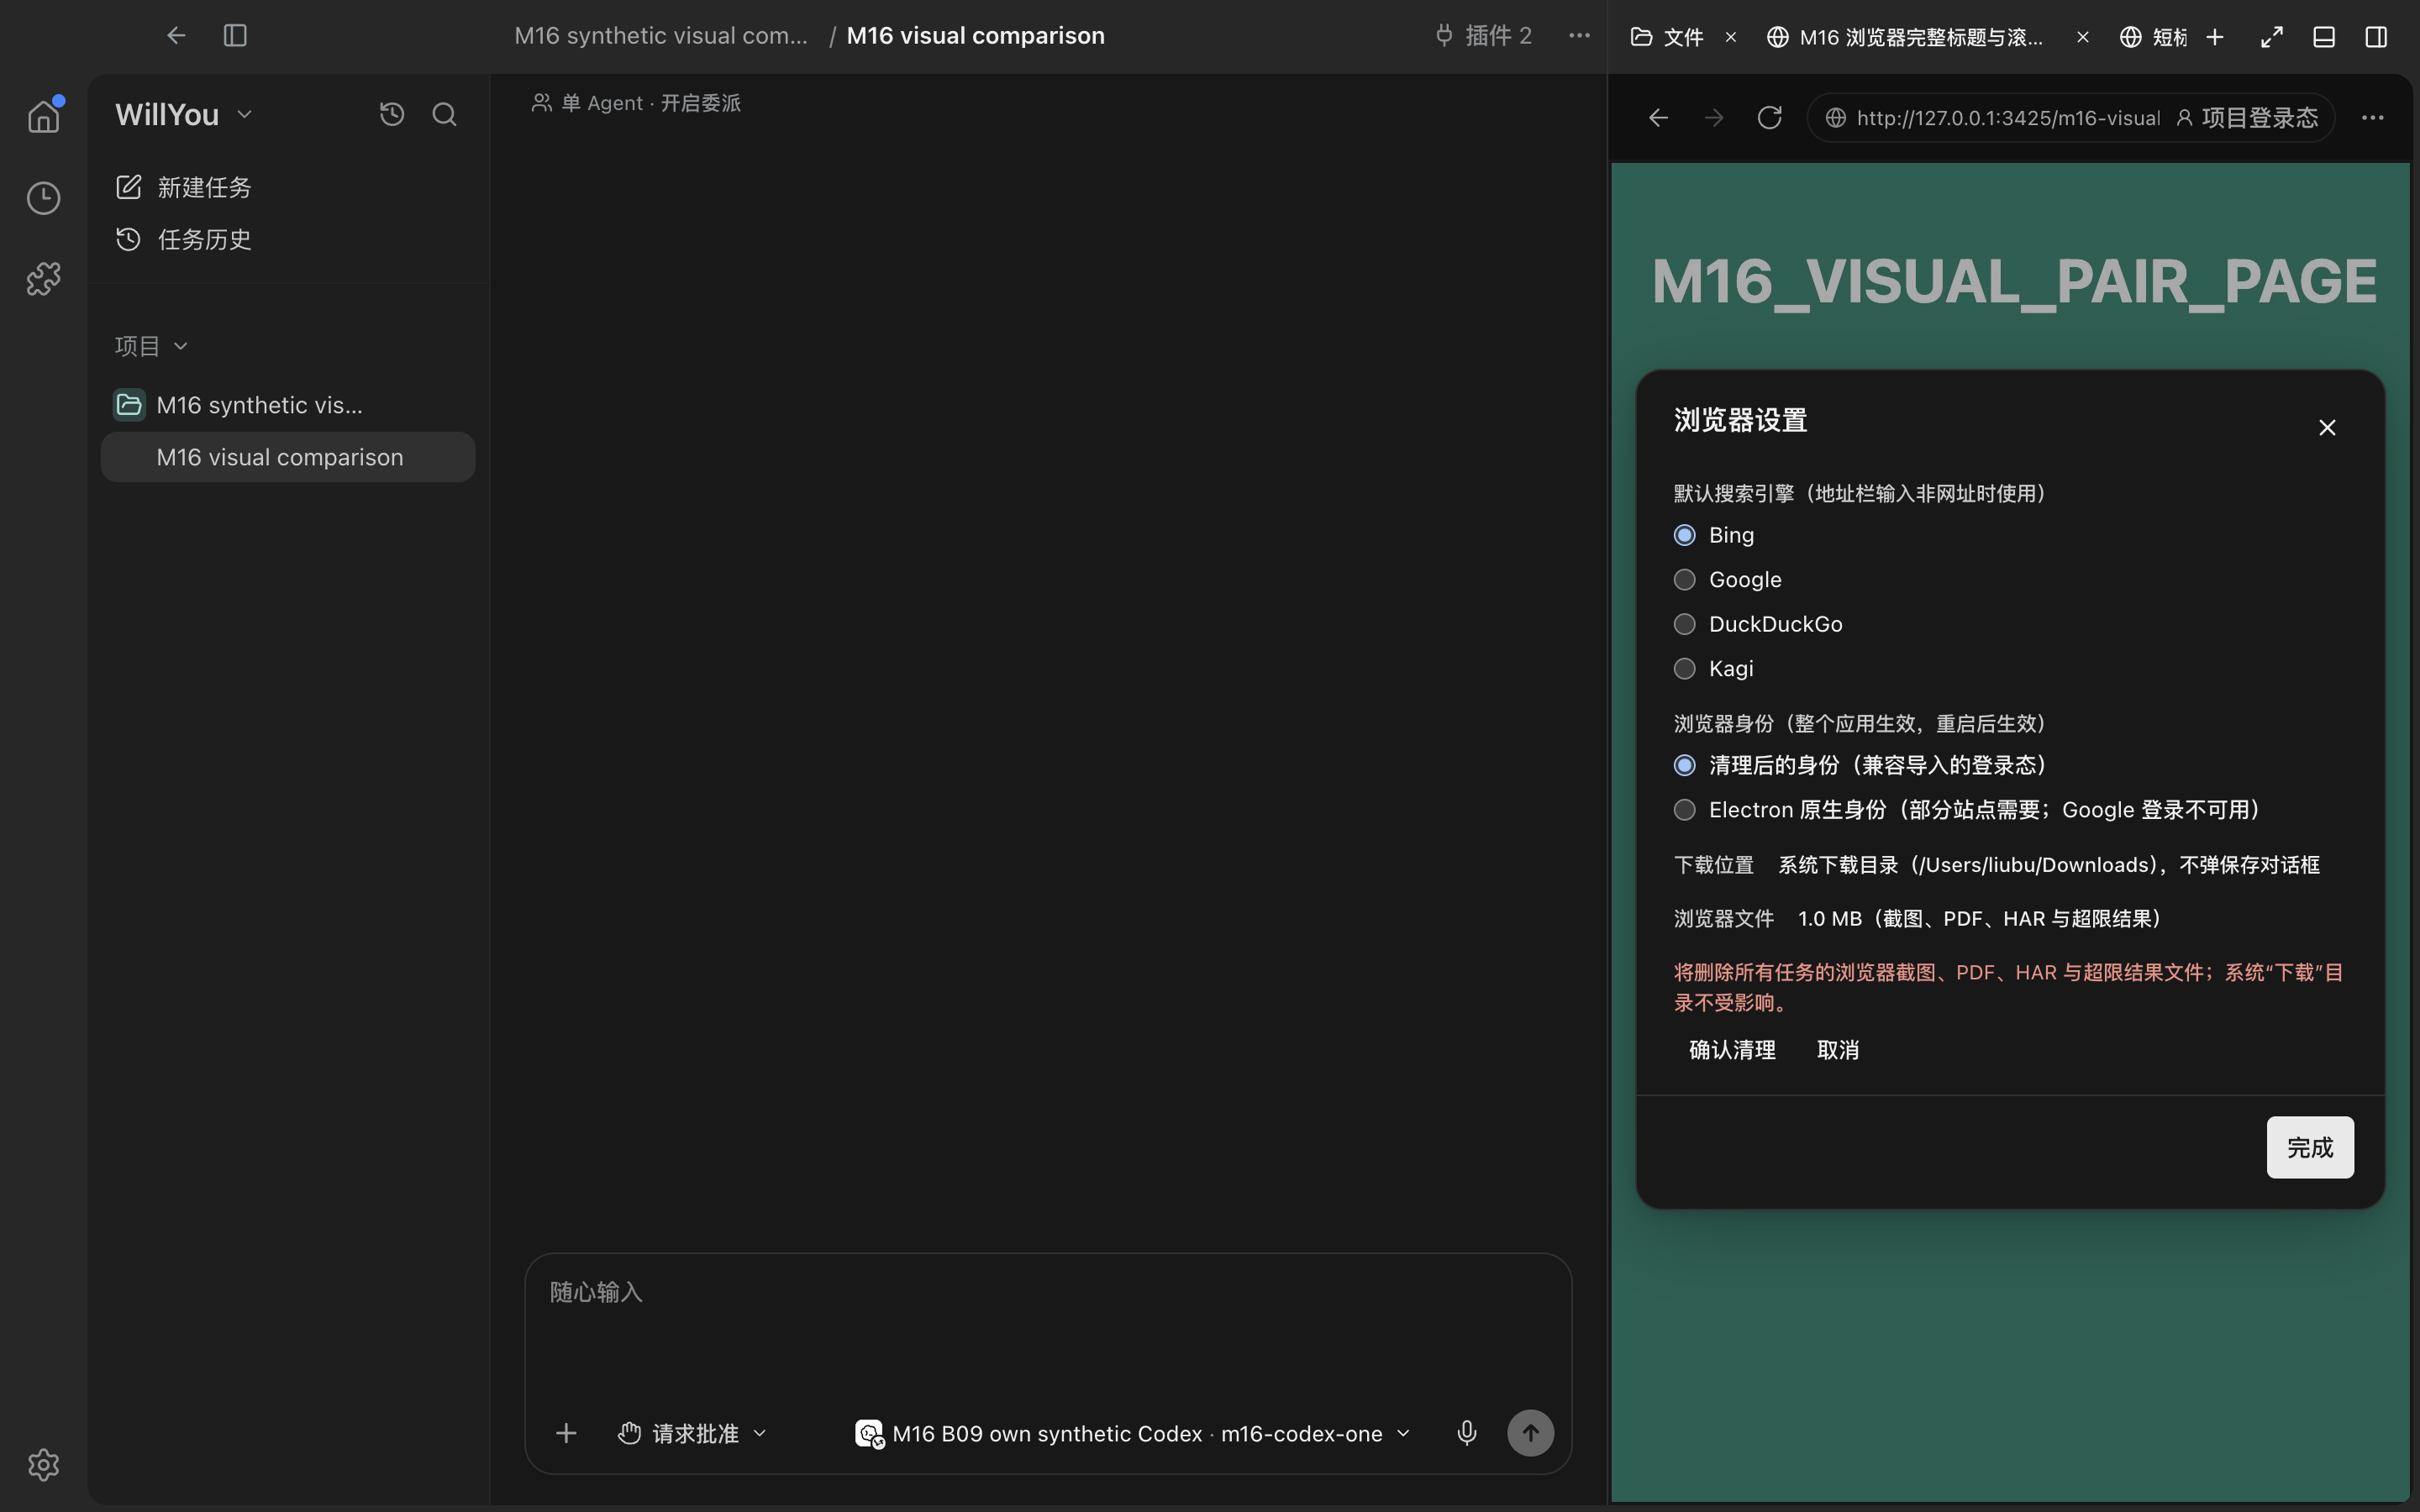 M16 synthetic visual com... / M16 visual comparison
插件 2
文件
M16 浏览器完整标题与滚...
短标
WillYou
新建任务
任务历史
项目
M16 synthetic vis...
M16 visual comparison
单 Agent · 开启委派
随心输入
请求批准
M16 B09 own synthetic Codex · m16-codex-one
http://127.0.0.1:3425/m16-visual
项目登录态
M16_VISUAL_PAIR_PAGE
浏览器设置
默认搜索引擎（地址栏输入非网址时使用）
Bing
Google
DuckDuckGo
Kagi
浏览器身份（整个应用生效，重启后生效）
清理后的身份（兼容导入的登录态）
Electron 原生身份（部分站点需要；Google 登录不可用）
下载位置 系统下载目录（/Users/liubu/Downloads），不弹保存对话框
浏览器文件 1.0 MB（截图、PDF、HAR 与超限结果）
将删除所有任务的浏览器截图、PDF、HAR 与超限结果文件；系统“下载”目
录不受影响。
确认清理 取消
完成